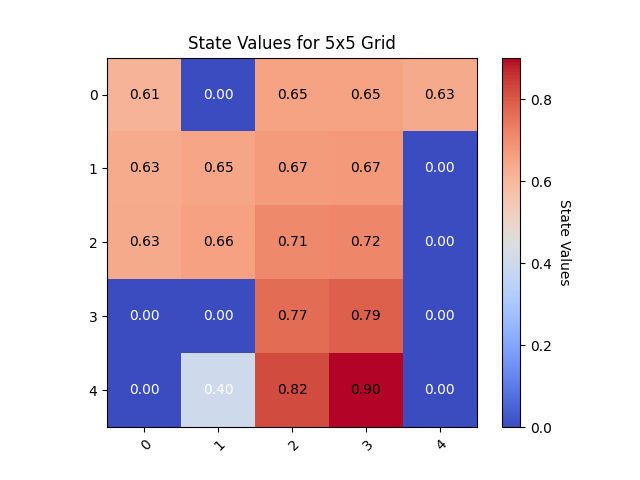 State Values for 5x5 Grid
0 0.61 0.00 0.65 0.65 0.63
1 0.63 0.65 0.67 0.67 0.00
2 0.63 0.66 0.71 0.72 0.00
3 0.00 0.00 0.77 0.79 0.00
4 0.00 0.40 0.82 0.90 0.00
0 1 2 3 4
0.8
0.6
0.4
0.2
0.0
State Values